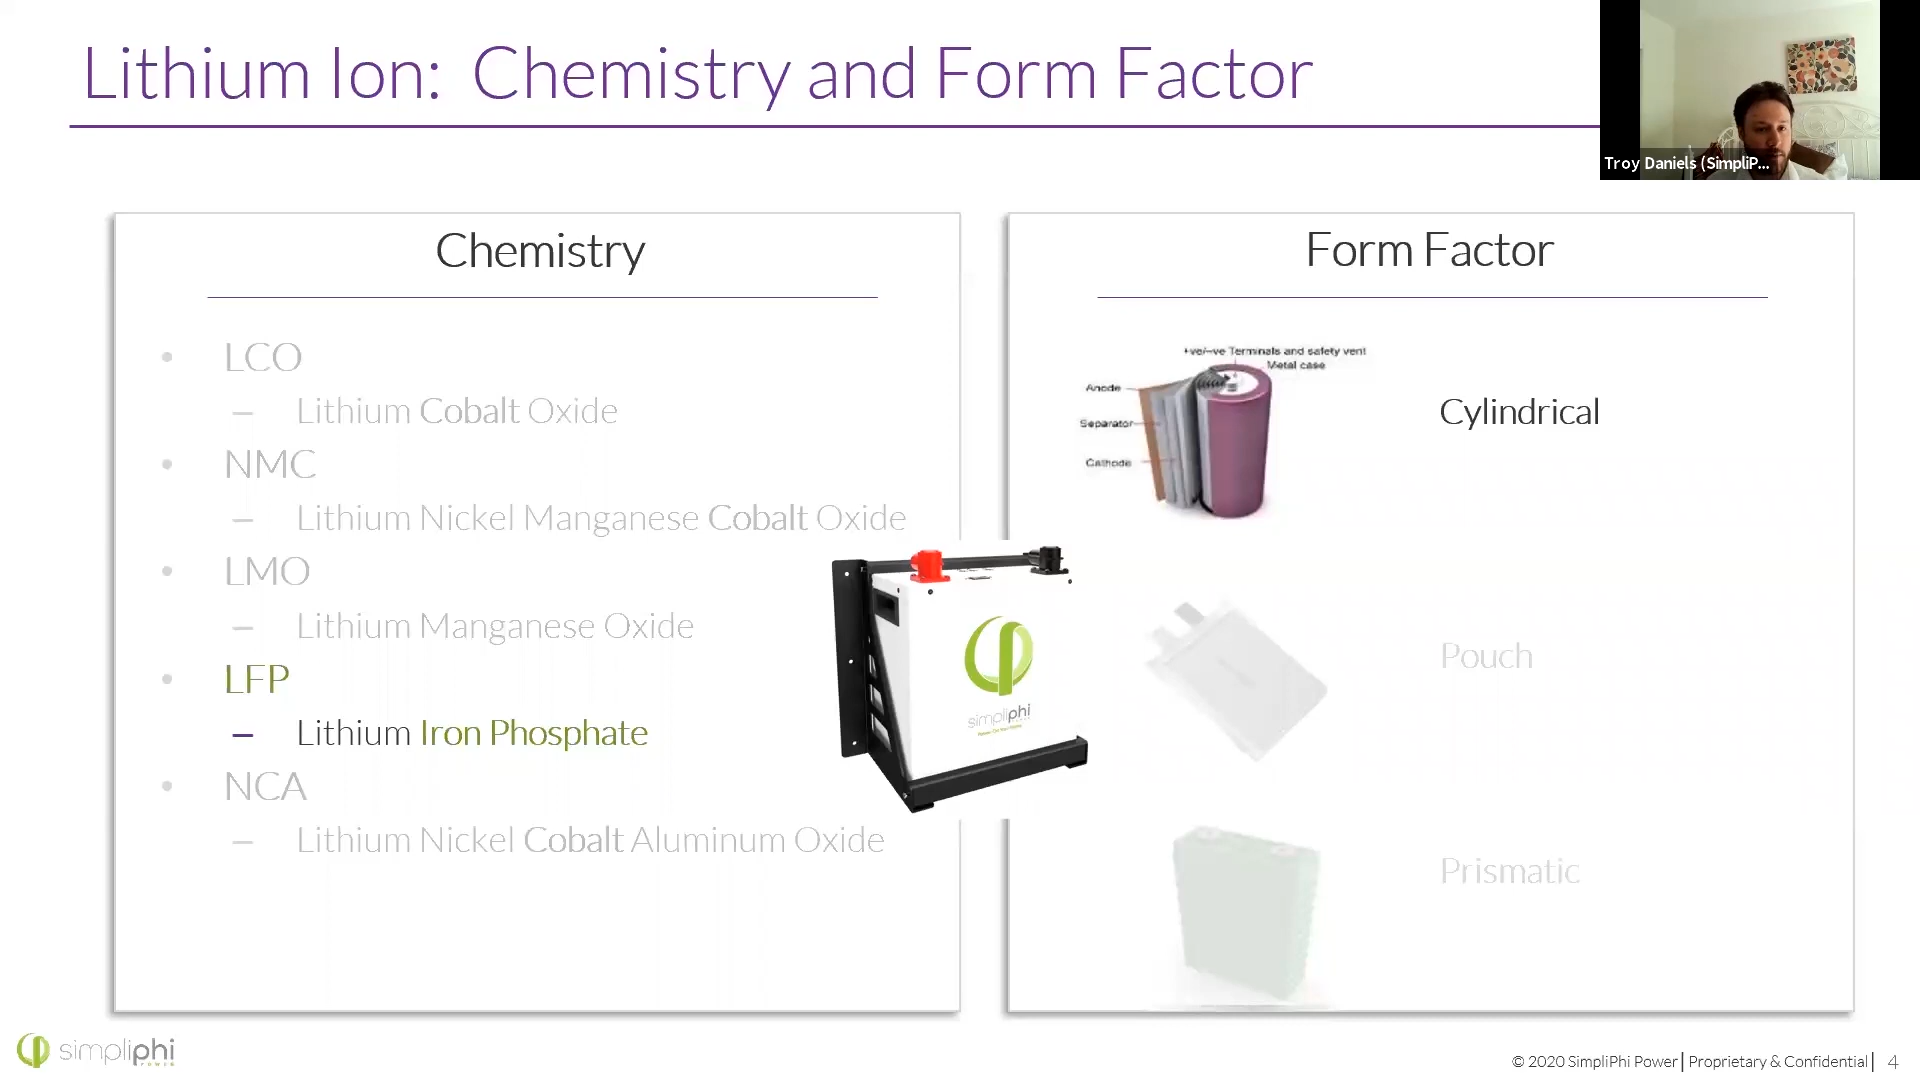 Lithium Ion: Chemistry and Form Factor
Troy Daniels (SimpliP...
Chemistry
• LCO
– Lithium Cobalt Oxide
• NMC
– Lithium Nickel Manganese Cobalt Oxide
• LMO
– Lithium Manganese Oxide
• LFP
– Lithium Iron Phosphate
• NCA
– Lithium Nickel Cobalt Aluminum Oxide
simpliphi
POWER
Form Factor
+ve/-ve Terminals and safety vent
Metal case
Anode
Separator
Cathode
Cylindrical
Pouch
Prismatic
simpliphi
POWER
© 2020 SimpliPhi Power | Proprietary & Confidential | 4